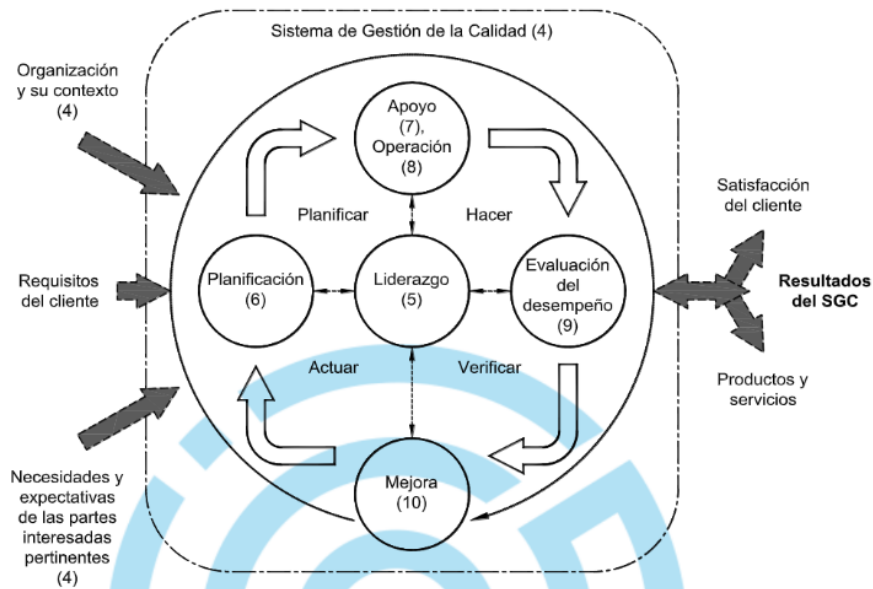 Sistema de Gestión de la Calidad (4)
Organización
y su contexto
(4)
Apoyo
(7),
Operación
(8)
Planificar
Hacer
Satisfacción
del cliente
Requisitos
del cliente
Planificación
(6)
Liderazgo
(5)
Evaluación
del
desempeño
(9)
Resultados
del SGC
Actuar
Verificar
Productos y
servicios
Necesidades y
expectativas
de las partes
interesadas
pertinentes
(4)
Mejora
(10)